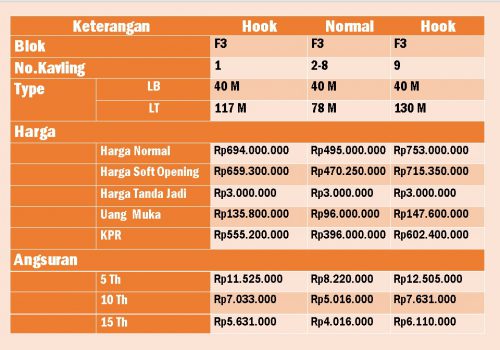 Keterangan Hook Normal Hook
Blok F3 F3 F3
No.Kavling 1 2-8 9
Type LB 40 M 40 M 40 M
LT 117 M 78 M 130 M
Harga
Harga Normal Rp694.000.000 Rp495.000.000 Rp753.000.000
Harga Soft Opening Rp659.300.000 Rp470.250.000 Rp715.350.000
Harga Tanda Jadi Rp3.000.000 Rp3.000.000 Rp3.000.000
Uang Muka Rp135.800.000 Rp96.000.000 Rp147.600.000
KPR Rp555.200.000 Rp396.000.000 Rp602.400.000
Angsuran
5 Th Rp11.525.000 Rp8.220.000 Rp12.505.000
10 Th Rp7.033.000 Rp5.016.000 Rp7.631.000
15 Th Rp5.631.000 Rp4.016.000 Rp6.110.000